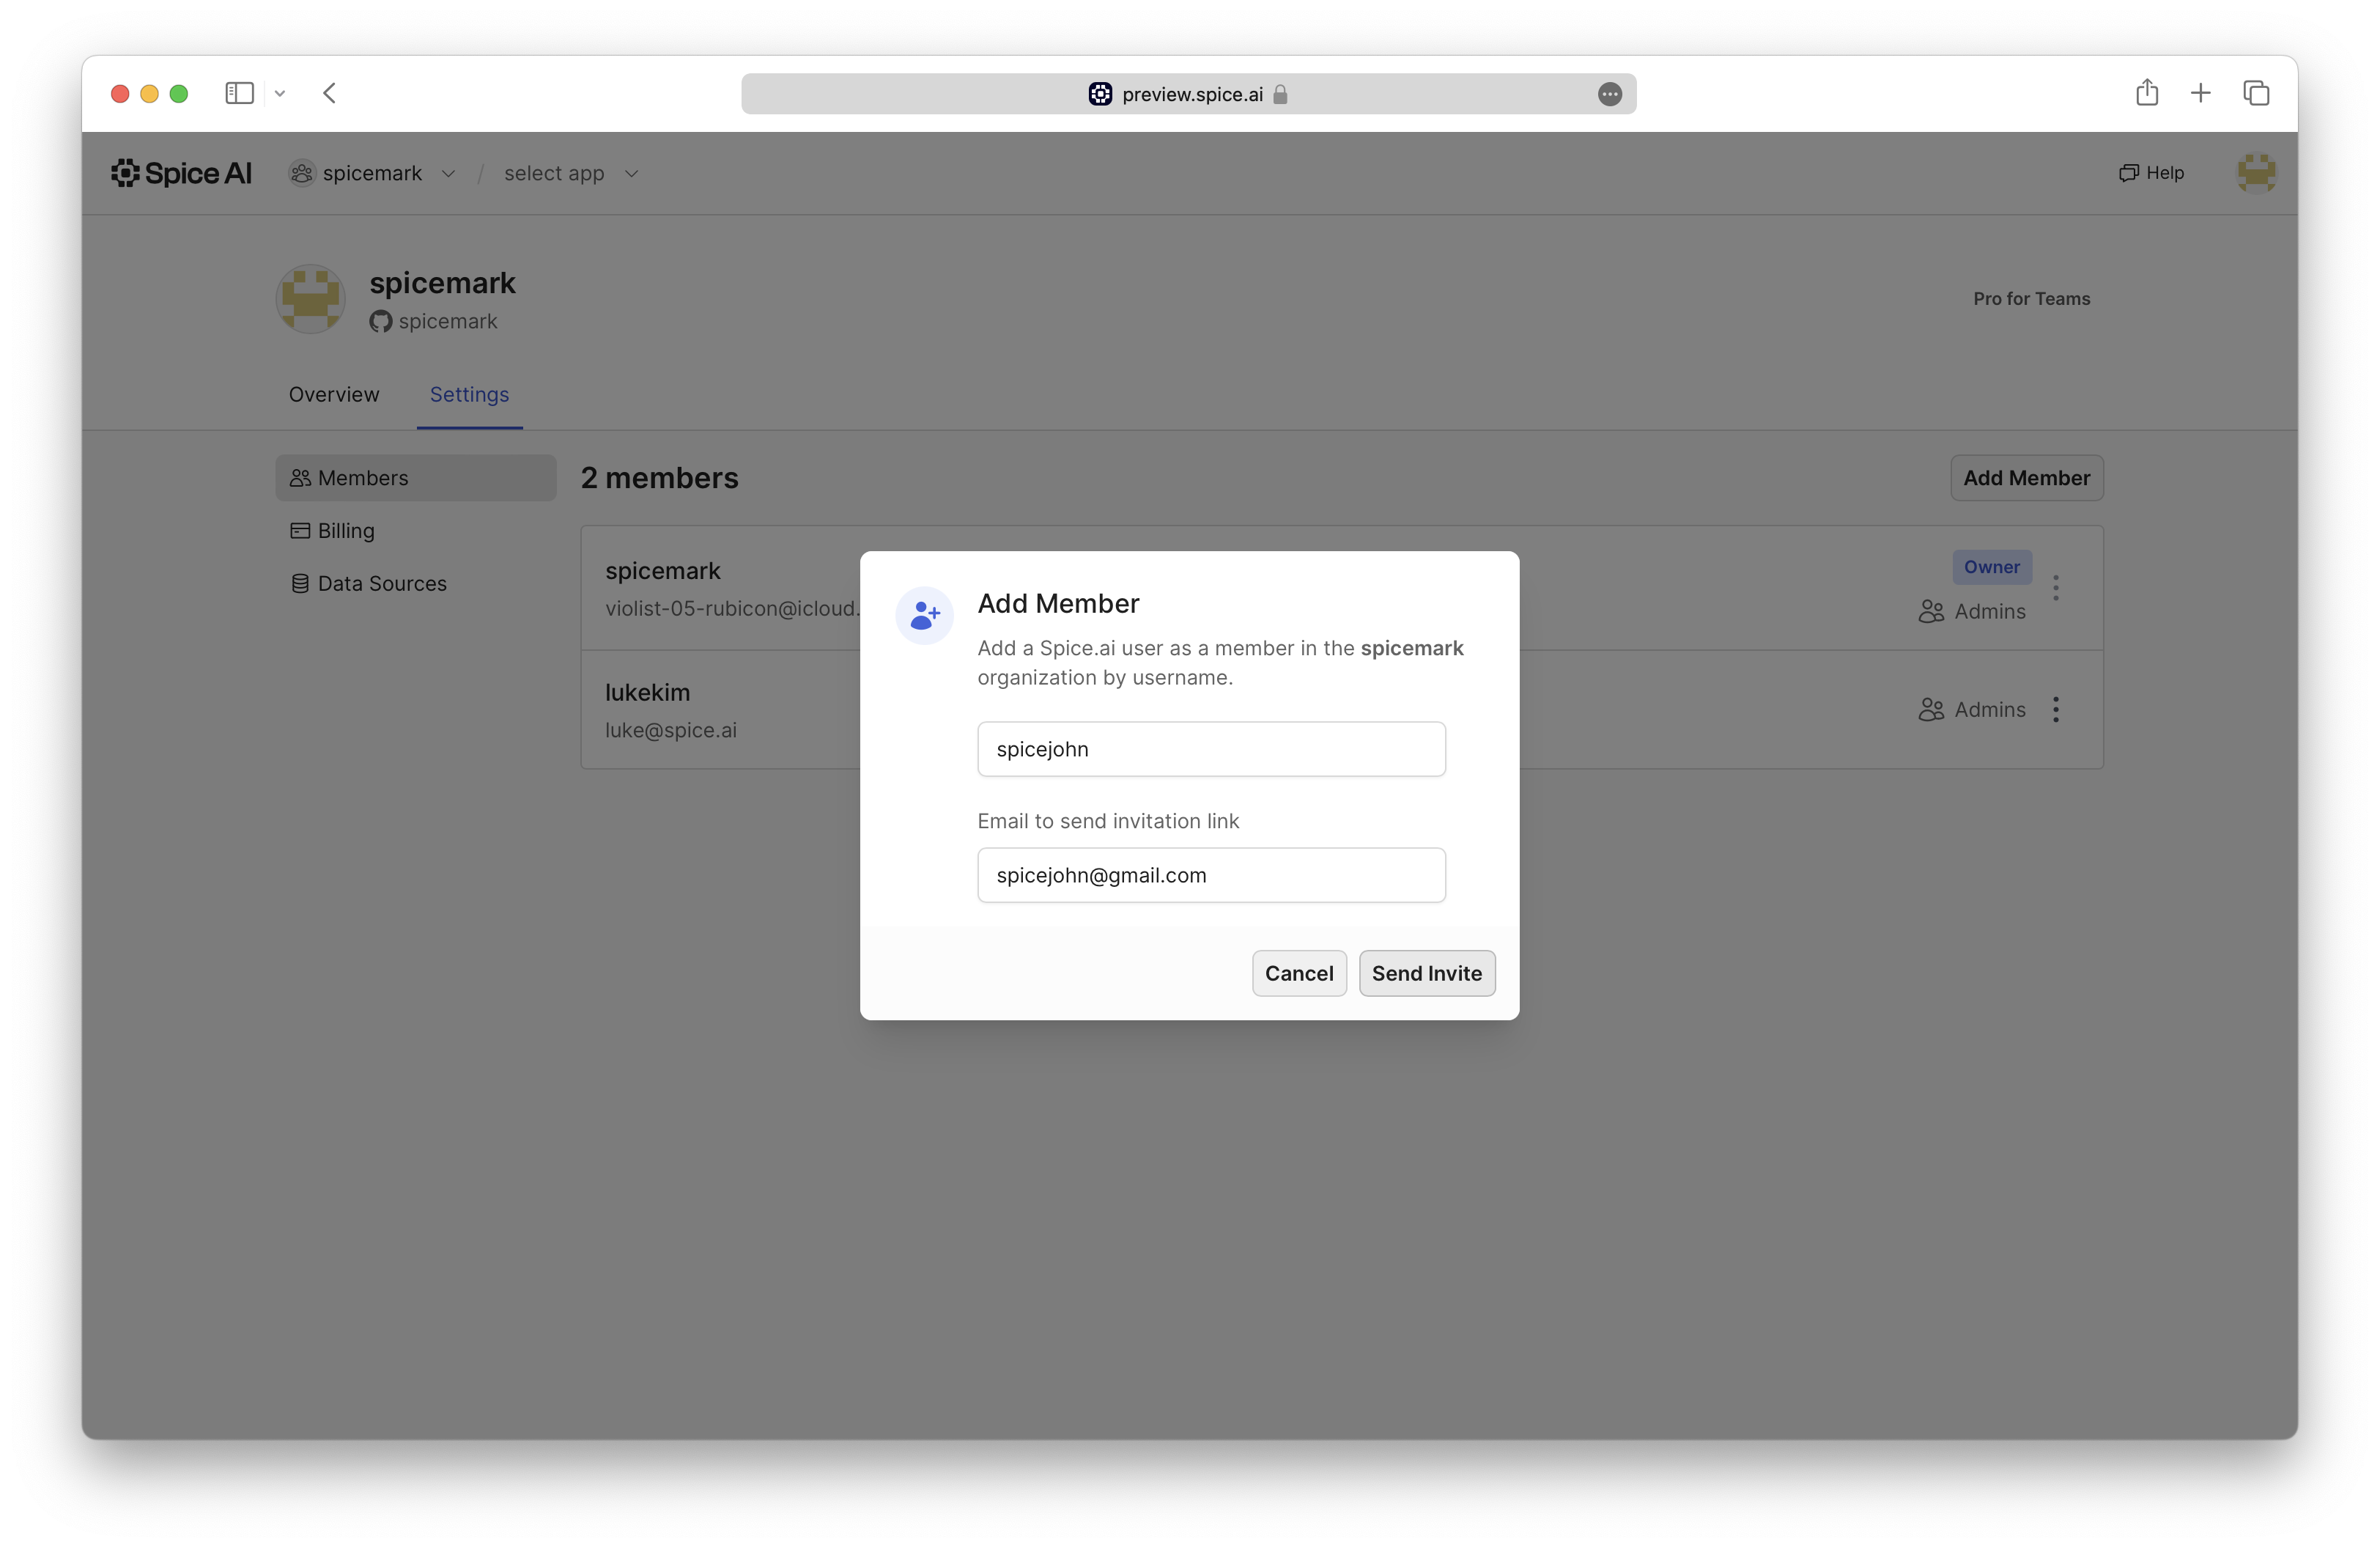 preview.spice.ai
Spice AI
spicemark
/
select app
Help
spicemark
spicemark
Pro for Teams
Overview
Settings
Members
Billing
Data Sources
2 members
Add Member
spicemark
violist-05-rubicon@icloud.
Owner
Admins
lukekim
luke@spice.ai
Admins
Add Member
Add a Spice.ai user as a member in the spicemark
organization by username.
spicejohn
Email to send invitation link
spicejohn@gmail.com
Cancel
Send Invite